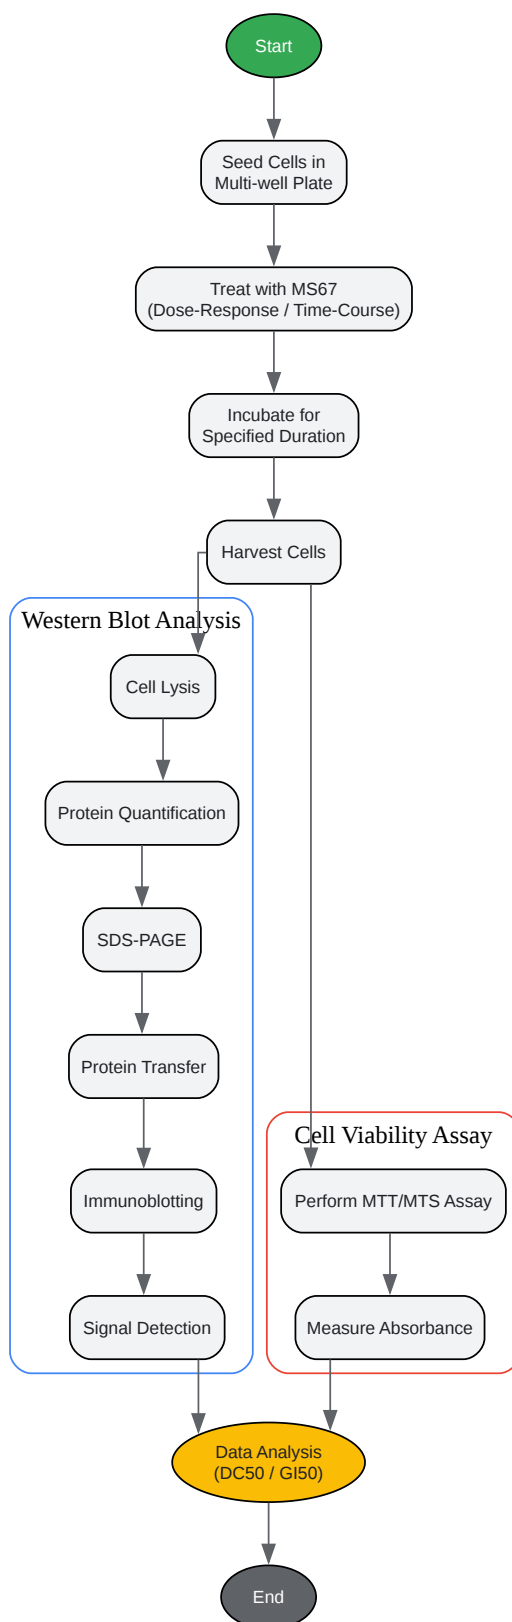 Start
Seed Cells in
Multi-well Plate
Treat with MS67
(Dose-Response / Time-Course)
Incubate for
Specified Duration
Harvest Cells
Western Blot Analysis
Cell Lysis
Protein Quantification
SDS-PAGE
Protein Transfer
Immunoblotting
Signal Detection
Cell Viability Assay
Perform MTT/MTS Assay
Measure Absorbance
Data Analysis
(DC50 / GI50)
End